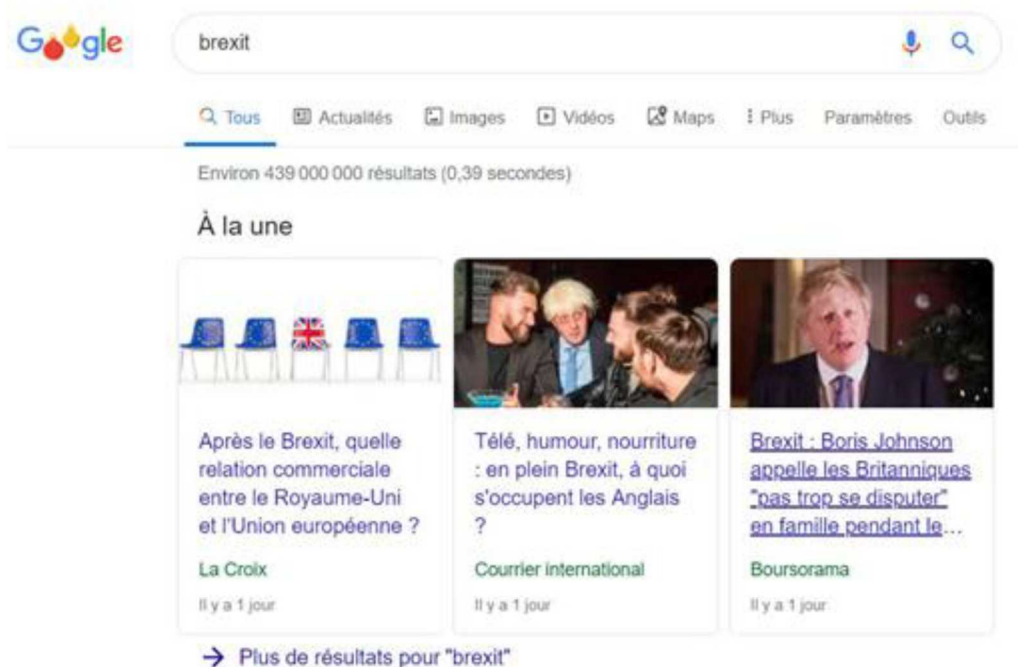 Google
brexit
Tous Actualités Images Vidéos Maps Plus Paramètres Outils
Environ 439 000 000 résultats (0,39 secondes)
À la une
Après le Brexit, quelle
relation commerciale
entre le Royaume-Uni
et l'Union européenne ?
La Croix
Il y a 1 jour
Télé, humour, nourriture
: en plein Brexit, à quoi
s'occupent les Anglais
?
Courrier international
Il y a 1 jour
Brexit : Boris Johnson
appelle les Britanniques
"pas trop se disputer"
en famille pendant le...
Boursorama
Il y a 1 jour
→ Plus de résultats pour "brexit"